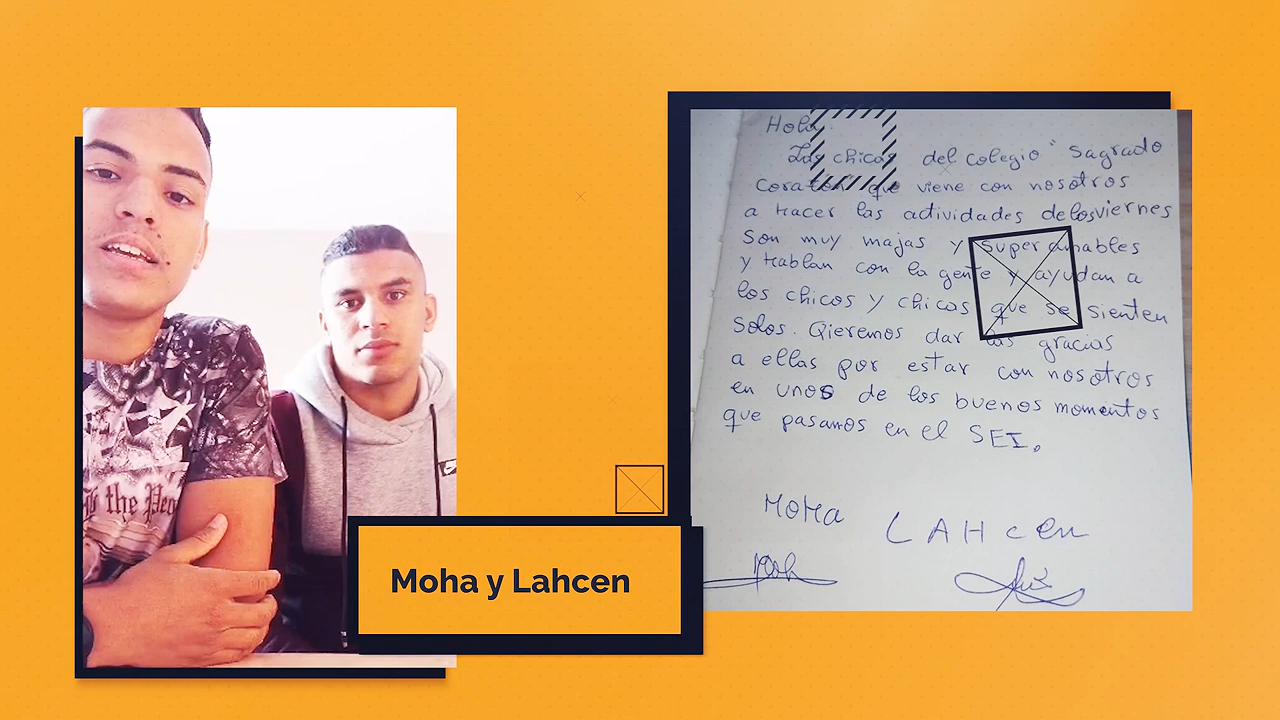 's the Peo
Moha y Lahcen
Hola.
Las chicas del colegio "Sagrado
Corazón" que viene con nosotros
a Hacer las actividades de los viernes
Son muy majas y super amables
y Hablan con la gente y ayudan a
los chicos y chicas que se sienten
Solos. Qieremos dar las gracias
a ellas por estar con nosotros
en unos de los buenos momentos
que pasamos en el SEI.
MOHA LAHcen